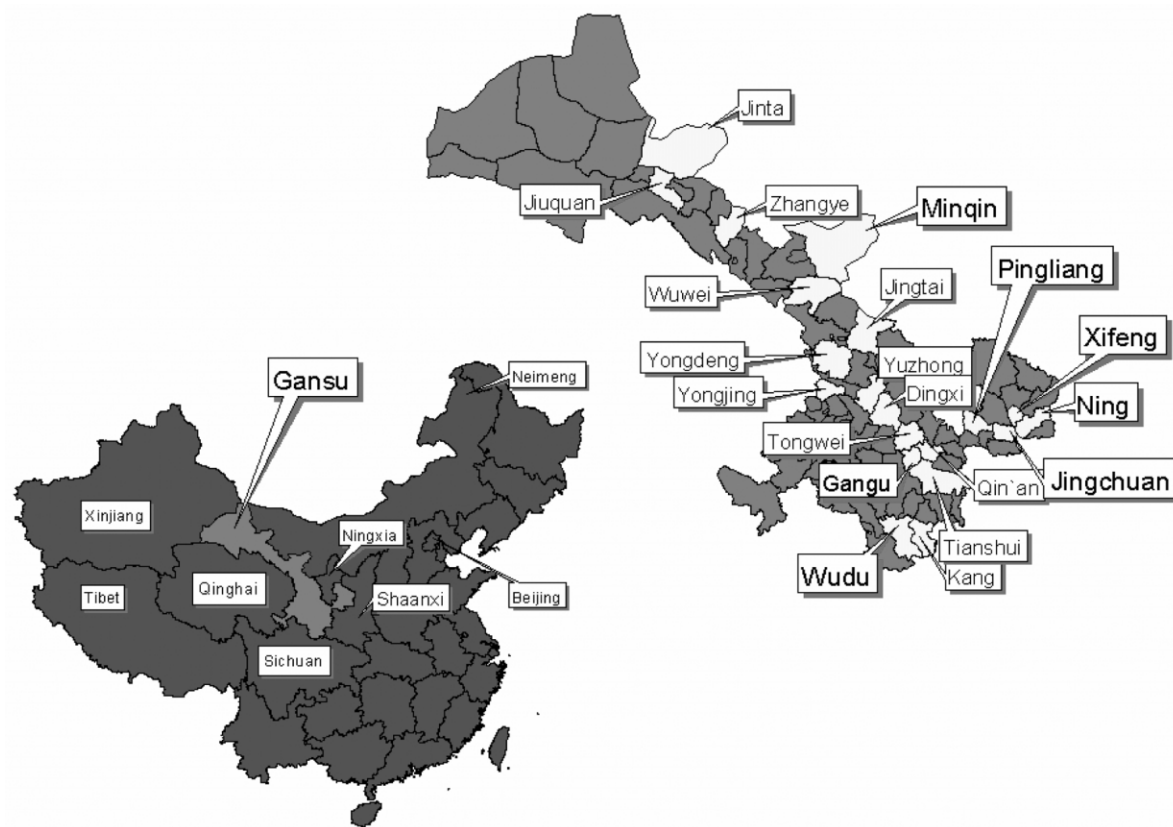 Jinta
Jiuquan
Zhangye
Minqin
Pingliang
Wuwei
Jingtai
Xifeng
Yongdeng
Yuzhong
Gansu
Neimeng
Yongjing
Dingxi
Ning
Tongwei
Gangu
Qin`an
Jingchuan
Xinjiang
Ningxia
Tianshui
Wudu
Kang
Tibet
Qinghai
Shaanxi
Beijing
Sichuan